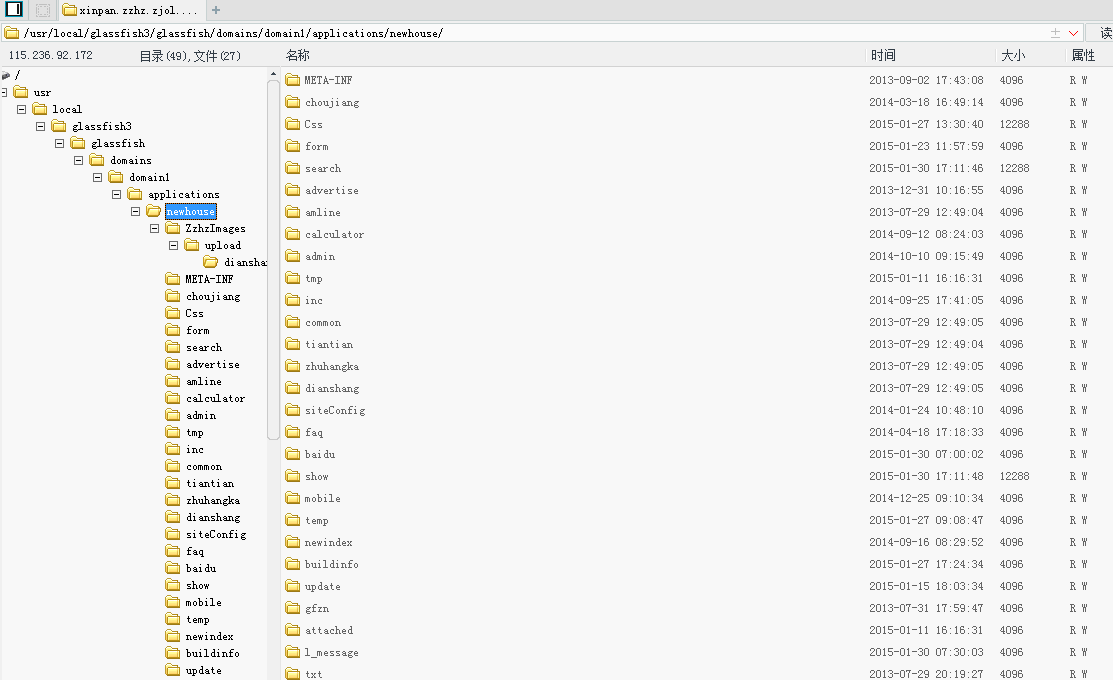 xinpan.zzhz.zjol....
/usr/local/glassfish3/glassfish/domains/domain1/applications/newhouse/
读
115.236.92.172 目录(49),文件(27) 名称 时间 大小 属性
/
usr
local
glassfish3
glassfish
domains
domain1
applications
newhouse
ZzhzImages
upload
diansha
META-INF
choujiang
Css
form
search
advertise
amline
calculator
admin
tmp
inc
common
tiantian
zhuhangka
dianshang
siteConfig
faq
baidu
show
mobile
temp
newindex
buildinfo
update
META-INF 2013-09-02 17:43:08 4096 R W
choujiang 2014-03-18 16:49:14 4096 R W
Css 2015-01-27 13:30:40 12288 R W
form 2015-01-23 11:57:59 4096 R W
search 2015-01-30 17:11:46 12288 R W
advertise 2013-12-31 10:16:55 4096 R W
amline 2013-07-29 12:49:04 4096 R W
calculator 2014-09-12 08:24:03 4096 R W
admin 2014-10-10 09:15:49 4096 R W
tmp 2015-01-11 16:16:31 4096 R W
inc 2014-09-25 17:41:05 4096 R W
common 2013-07-29 12:49:05 4096 R W
tiantian 2013-07-29 12:49:04 4096 R W
zhuhangka 2013-07-29 12:49:05 4096 R W
dianshang 2013-07-29 12:49:05 4096 R W
siteConfig 2014-01-24 10:48:10 4096 R W
faq 2014-04-18 17:18:33 4096 R W
baidu 2015-01-30 07:00:02 4096 R W
show 2015-01-30 17:11:48 12288 R W
mobile 2014-12-25 09:10:34 4096 R W
temp 2015-01-27 09:08:47 4096 R W
newindex 2014-09-16 08:29:52 4096 R W
buildinfo 2015-01-27 17:24:34 4096 R W
update 2015-01-15 18:03:34 4096 R W
gfzn 2013-07-31 17:59:47 4096 R W
attached 2015-01-11 16:16:31 4096 R W
l_message 2015-01-30 07:30:03 4096 R W
txt 2013-07-29 20:19:27 4096 R W